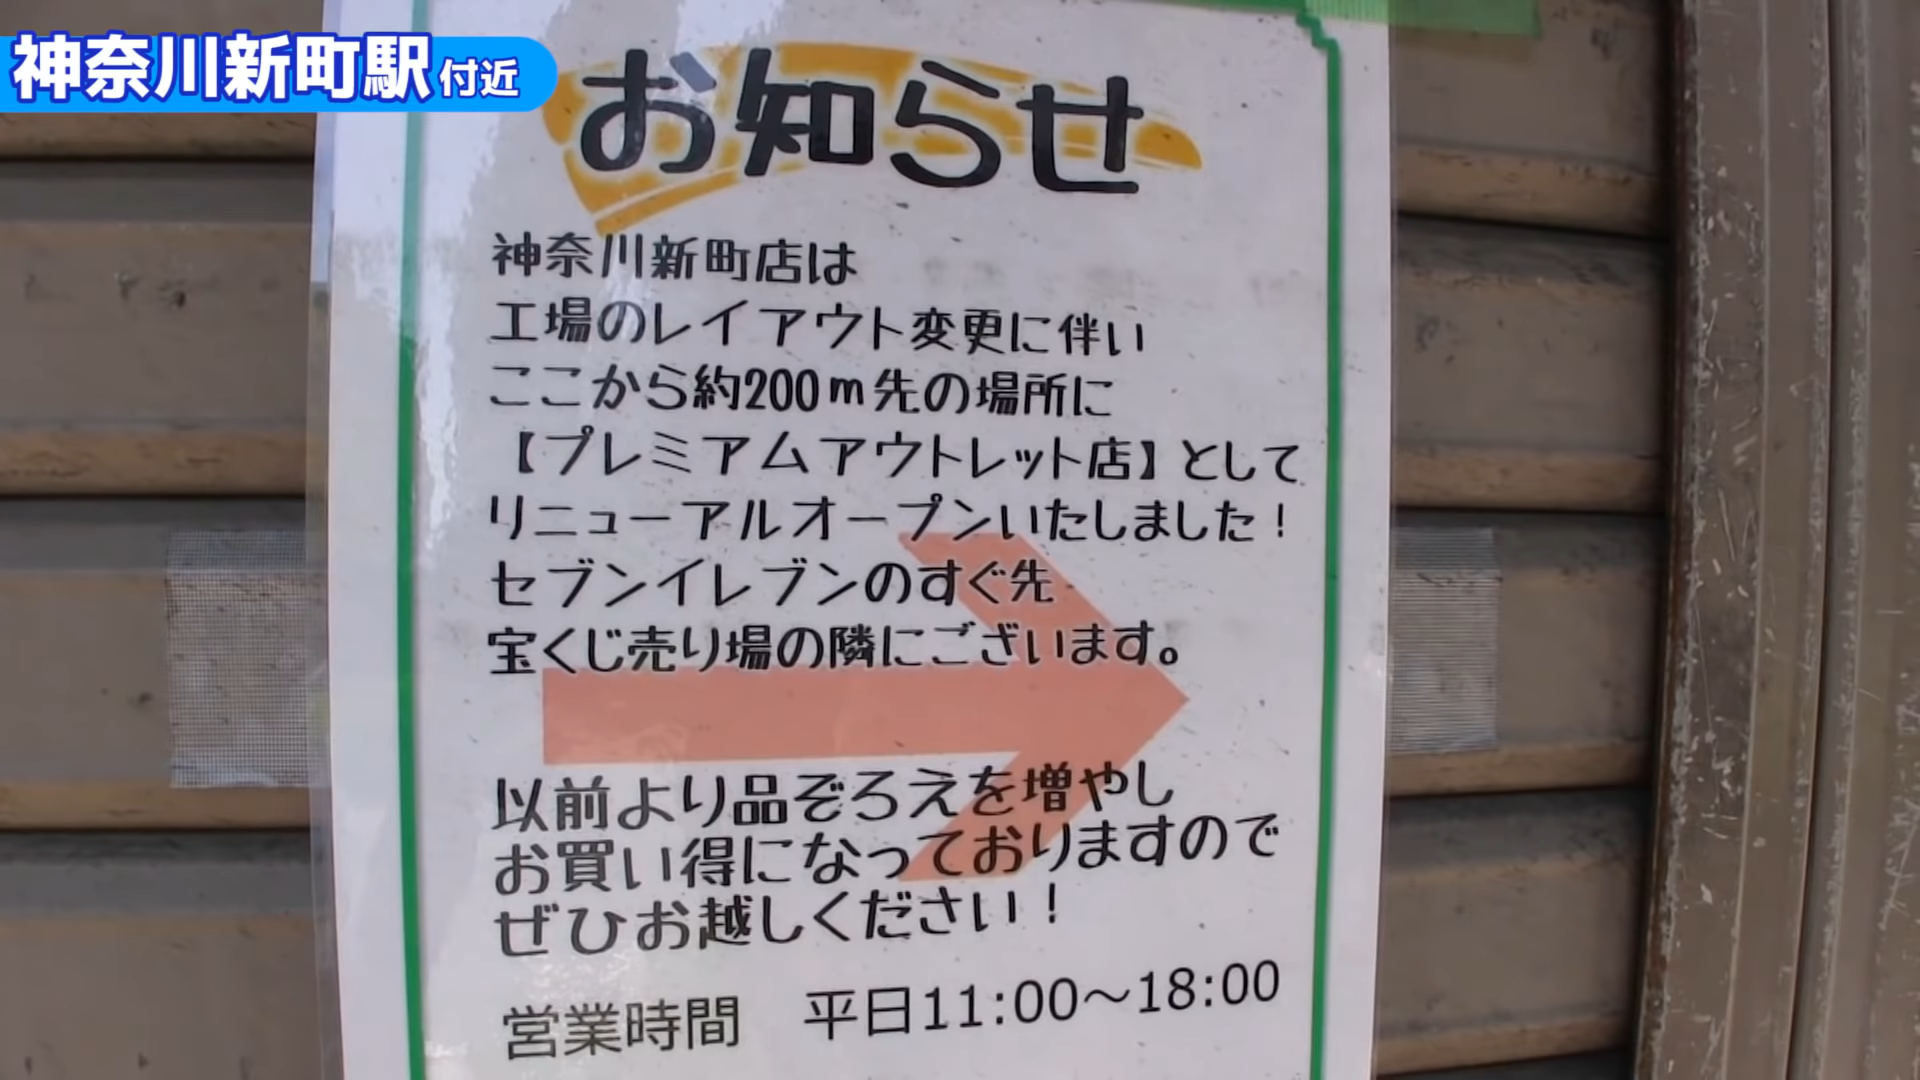 神奈川新町駅付近
お知らせ
神奈川新町店は
工場のレイアウト変更に伴い
ここから約200m先の場所に
【プレミアムアウトレット店】として
リニューアルオープンいたしました！
セブンイレブンのすぐ先
宝くじ売り場の隣にございます。
以前より品ぞろえを増やし
お買い得になっておりますので
ぜひお越しください！
営業時間　平日11:00～18:00